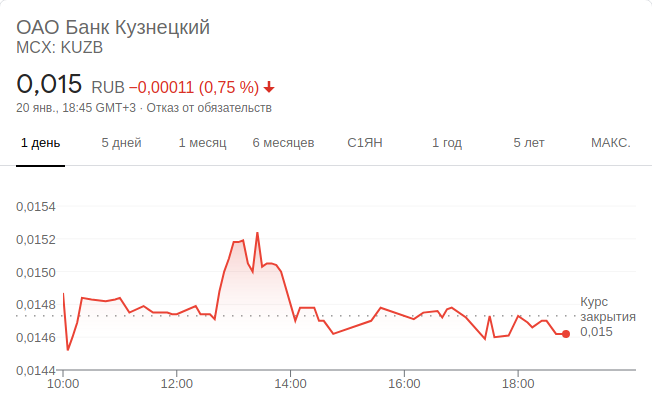 ОАО Банк Кузнецкий
MCX: KUZB
0,015 RUB −0,00011 (0,75 %)
20 янв., 18:45 GMT+3 · Отказ от обязательств
1 день 5 дней 1 месяц 6 месяцев С1ЯН 1 год 5 лет МАКС.
0,0154
0,0152
0,0150
0,0148
0,0146
0,0144
Курс
закрытия
0,015
10:00 12:00 14:00 16:00 18:00